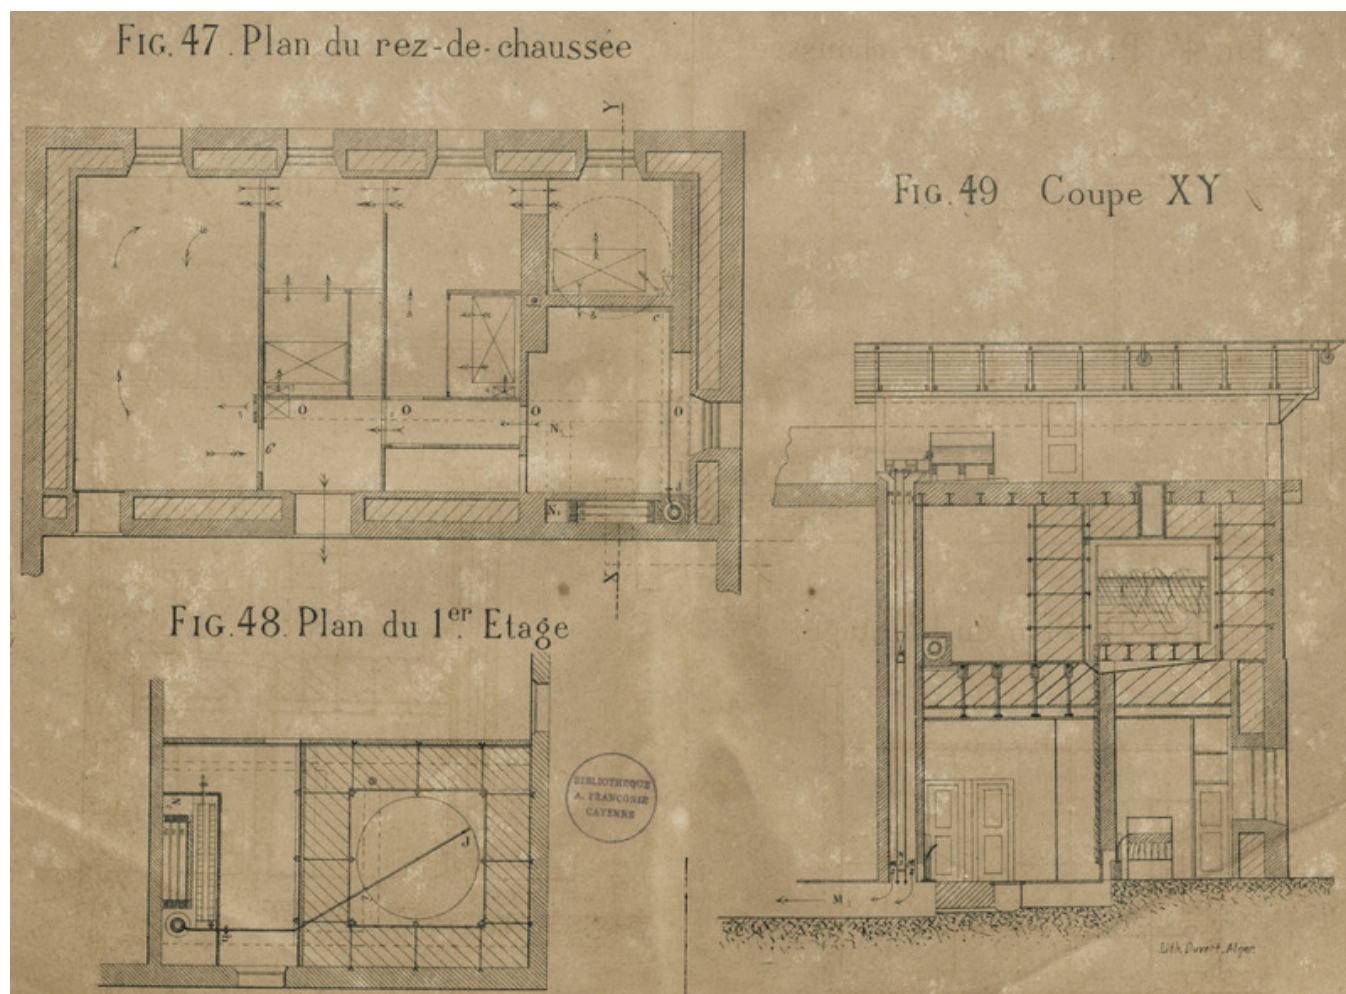 FIG. 47. Plan du rez-de-chaussée
Y
FIG. 49 Coupe XY
O O O O
N.
N.
FIG. 48. Plan du 1er. Etage
BIBLIOTHEQUE
A. FRANCONIE
CAYENNE
N
J
M
Lith. Duvert, Alger.